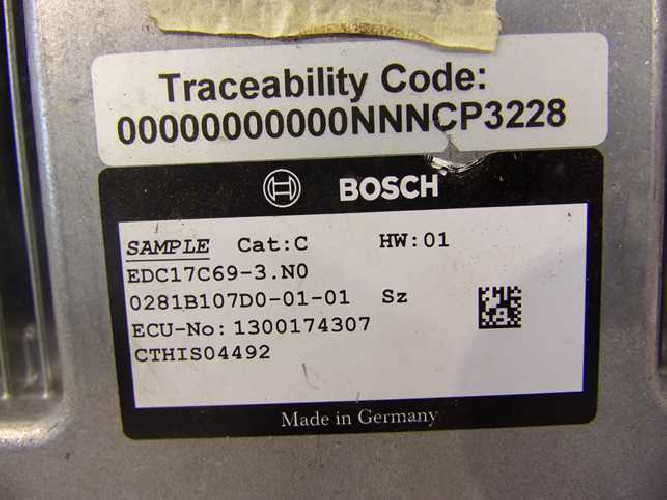 Traceability Code:
00000000000NNNCP3228
BOSCH
SAMPLE Cat:C HW:01
EDC17C69-3.N0
0281B107D0-01-01 Sz
ECU-No:1300174307
CTHIS04492
Made in Germany